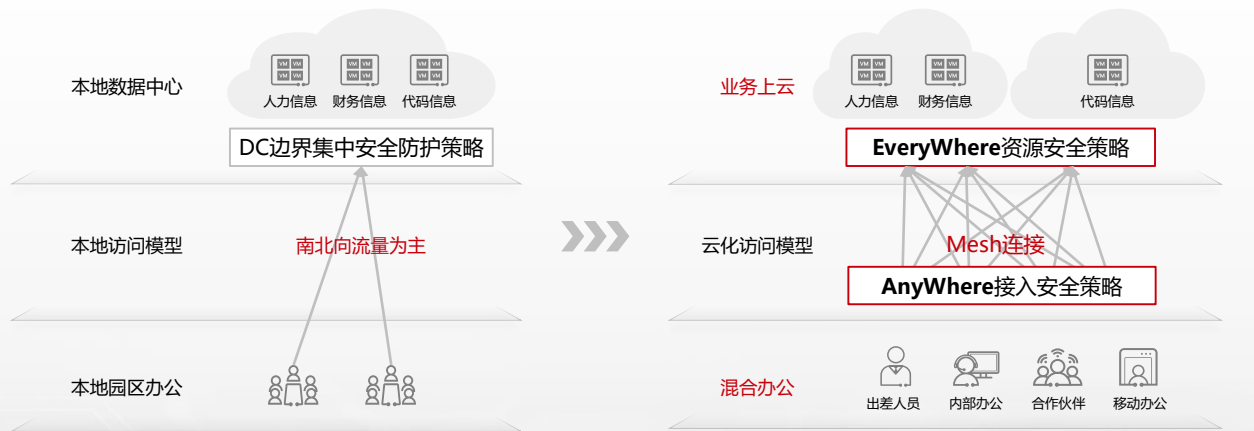 本地数据中心
VM VM
VM VM
VM VM
VM VM
VM VM
VM VM
人力信息 财务信息 代码信息
DC边界集中安全防护策略
本地访问模型
南北向流量为主
本地园区办公
业务上云
VM VM
VM VM
VM VM
VM VM
VM VM
VM VM
人力信息 财务信息 代码信息
EveryWhere资源安全策略
云化访问模型
Mesh连接
AnyWhere接入安全策略
混合办公
出差人员 内部办公 合作伙伴 移动办公